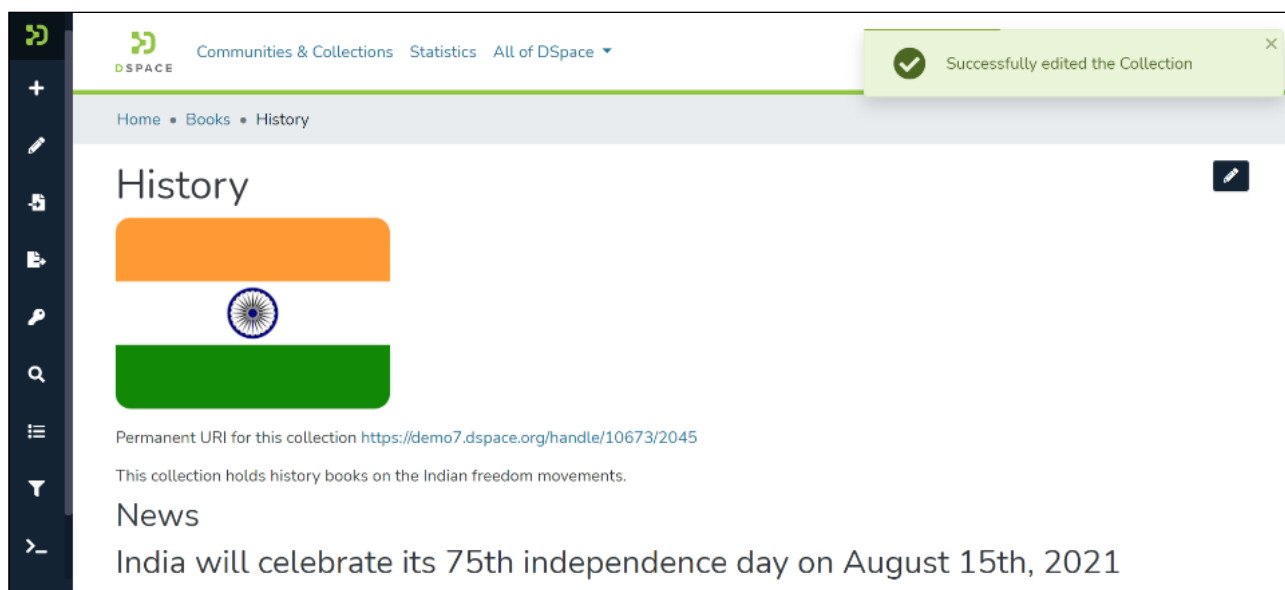 DSPACE
Communities & Collections Statistics All of DSpace
Successfully edited the Collection
Home • Books • History
History
Permanent URI for this collection https://demo7.dspace.org/handle/10673/2045
This collection holds history books on the Indian freedom movements.
News
India will celebrate its 75th independence day on August 15th, 2021